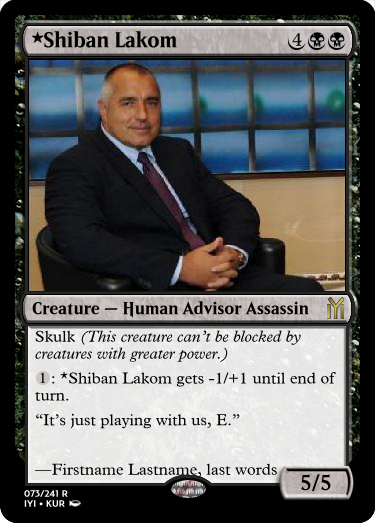 *Shiban Lakom 4
Creature — Human Advisor Assassin
Skulk (This creature can't be blocked by
creatures with greater power.)
1: *Shiban Lakom gets -1/+1 until end of
turn.
“It's just playing with us, E.”
—Firstname Lastname, last words
5/5
073/241 R
IYI • KUR